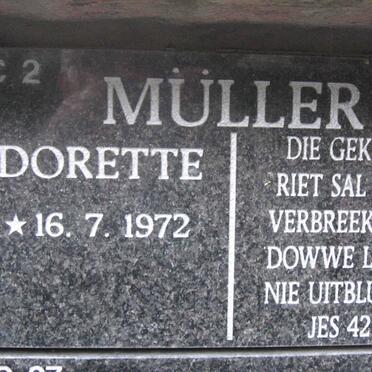 C 2
MÜLLER
DORETTE
★ 16. 7. 1972
DIE GEK
RIET SAL
VERBREEK
DOWWE L
NIE UITBLU
JES 42